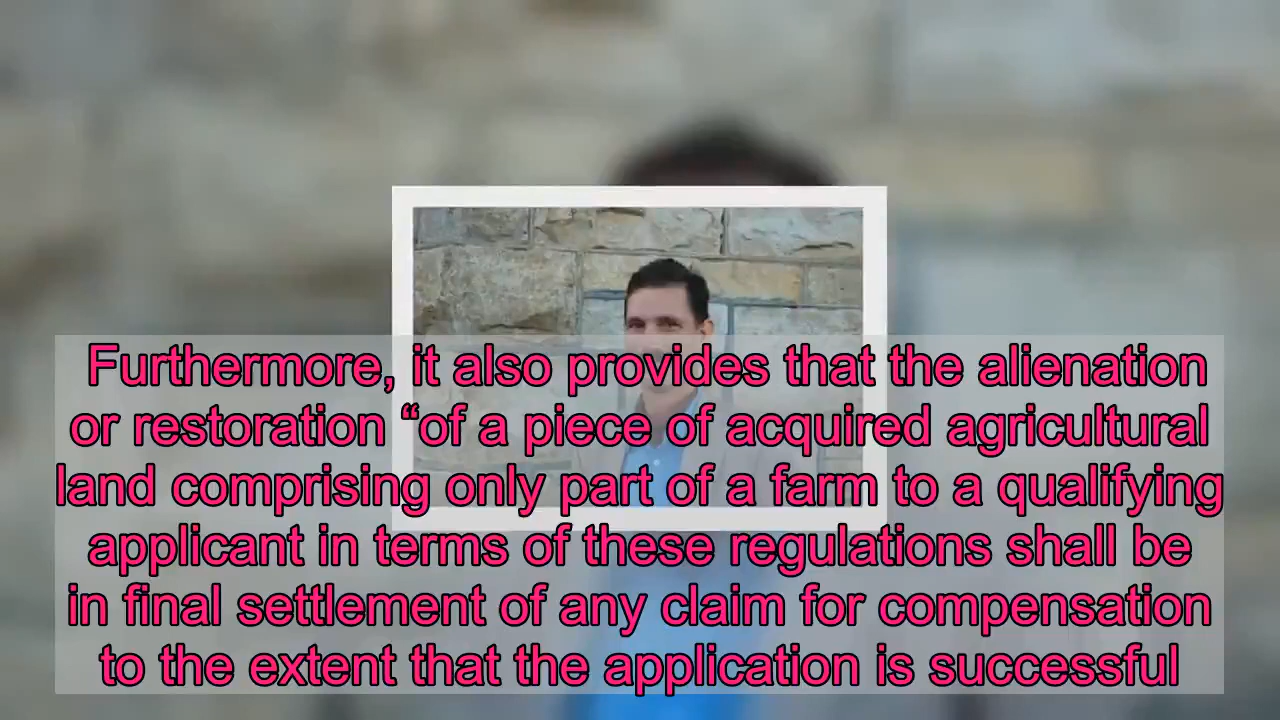 Furthermore, it also provides that the alienation
or restoration “of a piece of acquired agricultural
land comprising only part of a farm to a qualifying
applicant in terms of these regulations shall be
in final settlement of any claim for compensation
to the extent that the application is successful